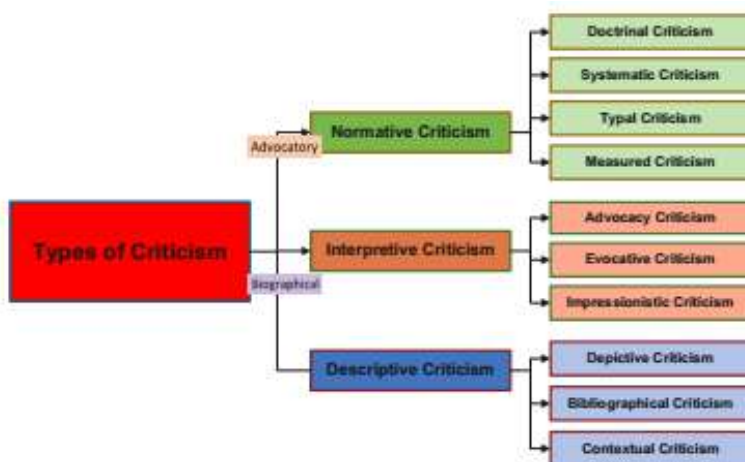 Types of Criticism
Advocatory
Biographical
Normative Criticism
Doctrinal Criticism
Systematic Criticism
Typal Criticism
Measured Criticism
Interpretive Criticism
Advocacy Criticism
Evocative Criticism
Impressionistic Criticism
Descriptive Criticism
Depictive Criticism
Bibliographical Criticism
Contextual Criticism